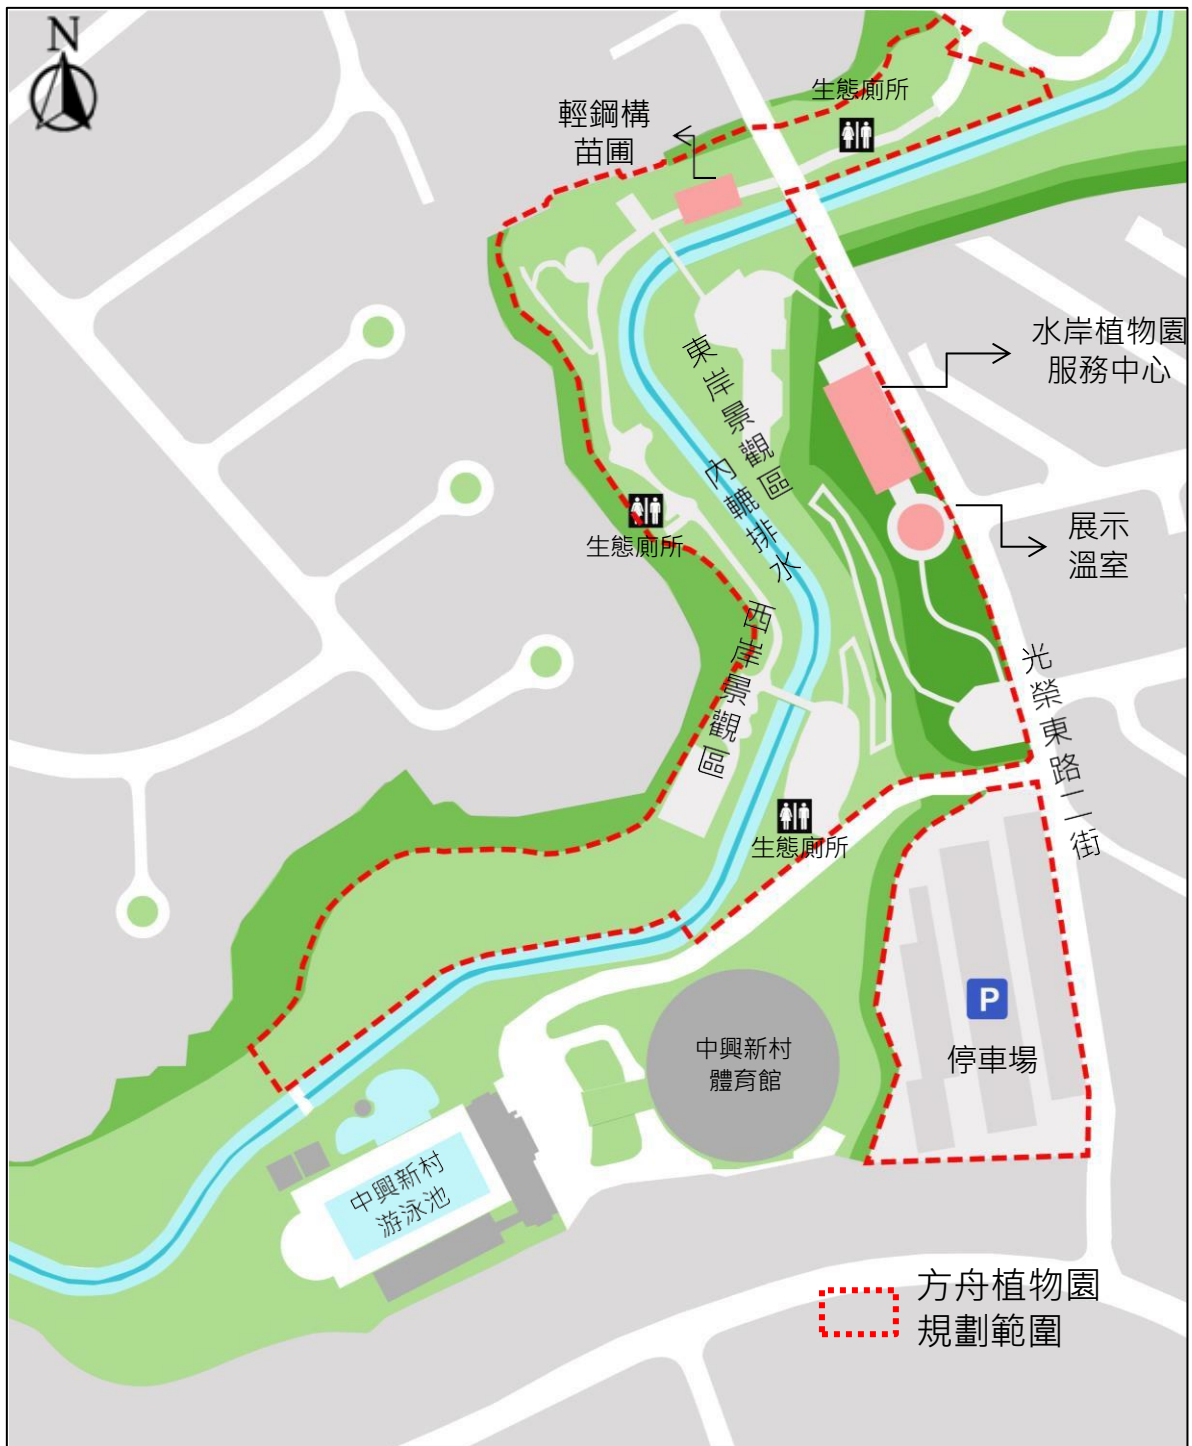 N
生態廁所
輕鋼構
苗圃
水岸植物園
服務中心
東岸景觀區
內轆排水
生態廁所
展示
溫室
西岸景觀區
光榮東路二街
生態廁所
P
停車場
中興新村
體育館
中興新村
游泳池
方舟植物園
規劃範圍